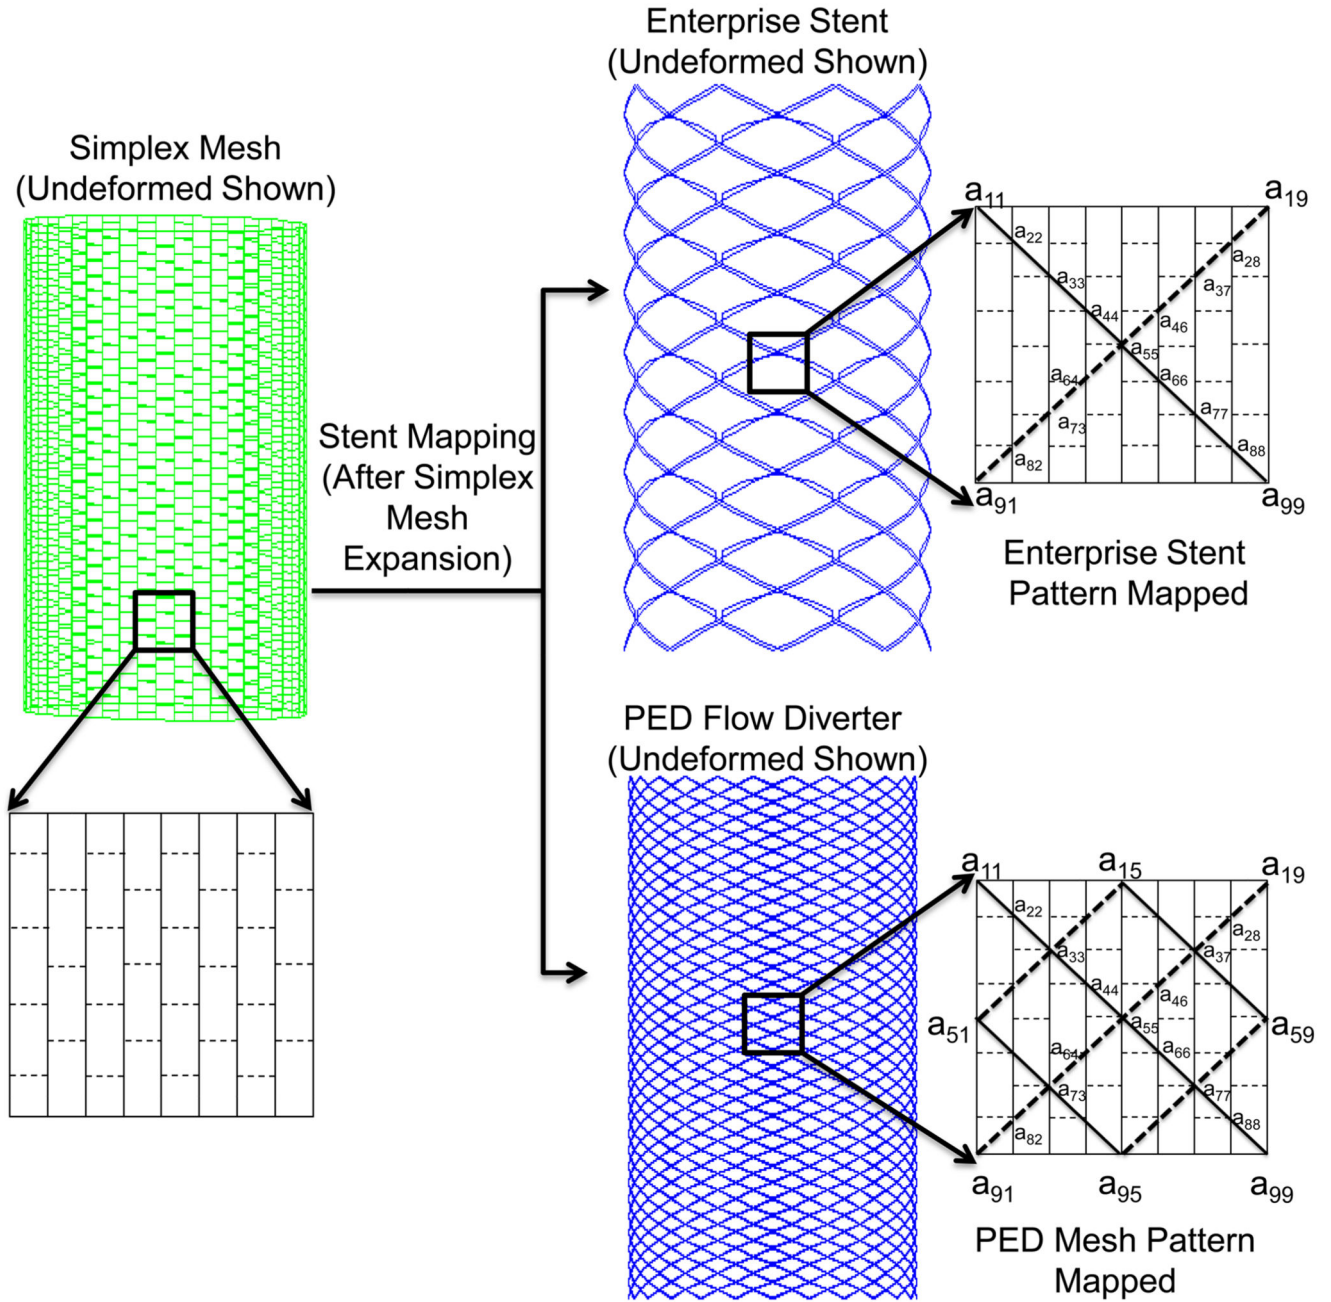 Enterprise Stent
(Undeformed Shown)
Simplex Mesh
(Undeformed Shown)
a11 a19
a22 a28
a33 a37
a44 a46
a55
a64 a66
a73 a77
a82 a88
a91 a99
Enterprise Stent
Pattern Mapped
Stent Mapping
(After Simplex
Mesh
Expansion)
PED Flow Diverter
(Undeformed Shown)
a11 a15 a19
a22 a28
a33 a37
a44 a46
a51 a55 a59
a64 a66
a73 a77
a82 a88
a91 a95 a99
PED Mesh Pattern
Mapped